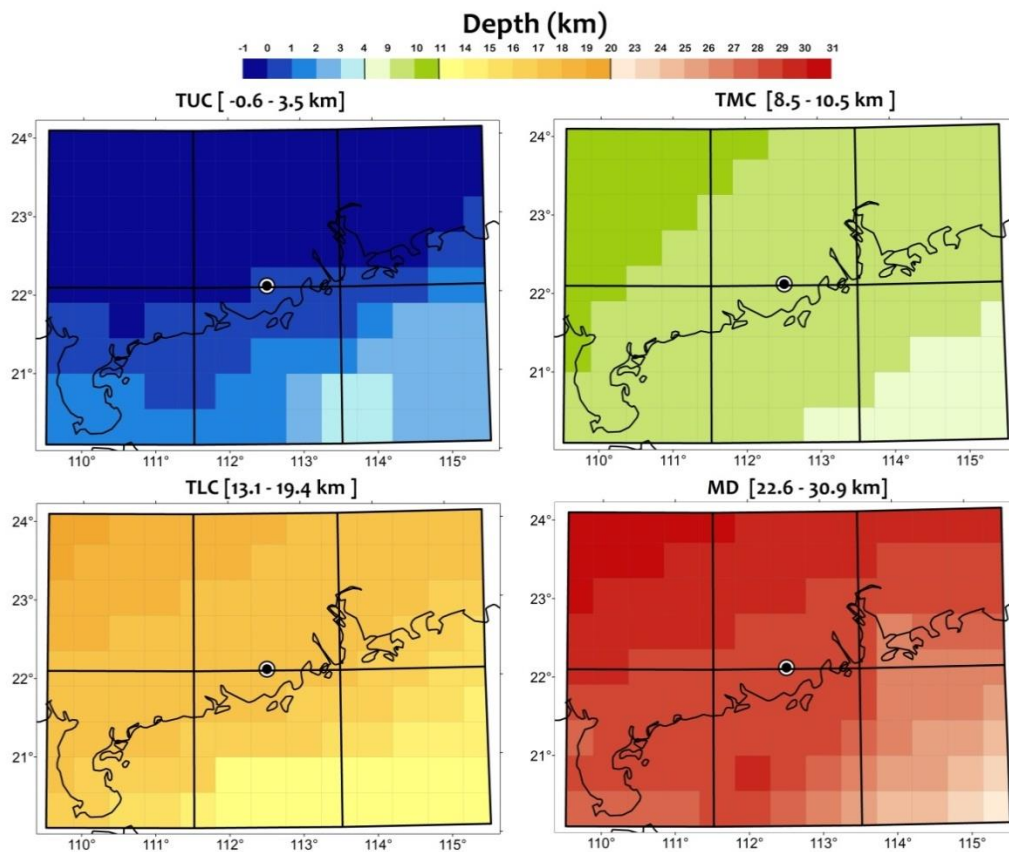 Depth (km)
-1 0 1 2 3 4 9 10 11 14 15 16 17 18 20 23 24 25 26 27 28 29 30 31
TUC [ -0.6 - 3.5 km]
TMC [8.5 - 10.5 km ]
24°
23°
22°
21°
110° 111° 112° 113° 114° 115°
24°
23°
22°
21°
110° 111° 112° 113° 114° 115°
TLC [13.1 - 19.4 km ]
MD [22.6 - 30.9 km]
24°
23°
22°
21°
110° 111° 112° 113° 114° 115°
24°
23°
22°
21°
110° 111° 112° 113° 114° 115°